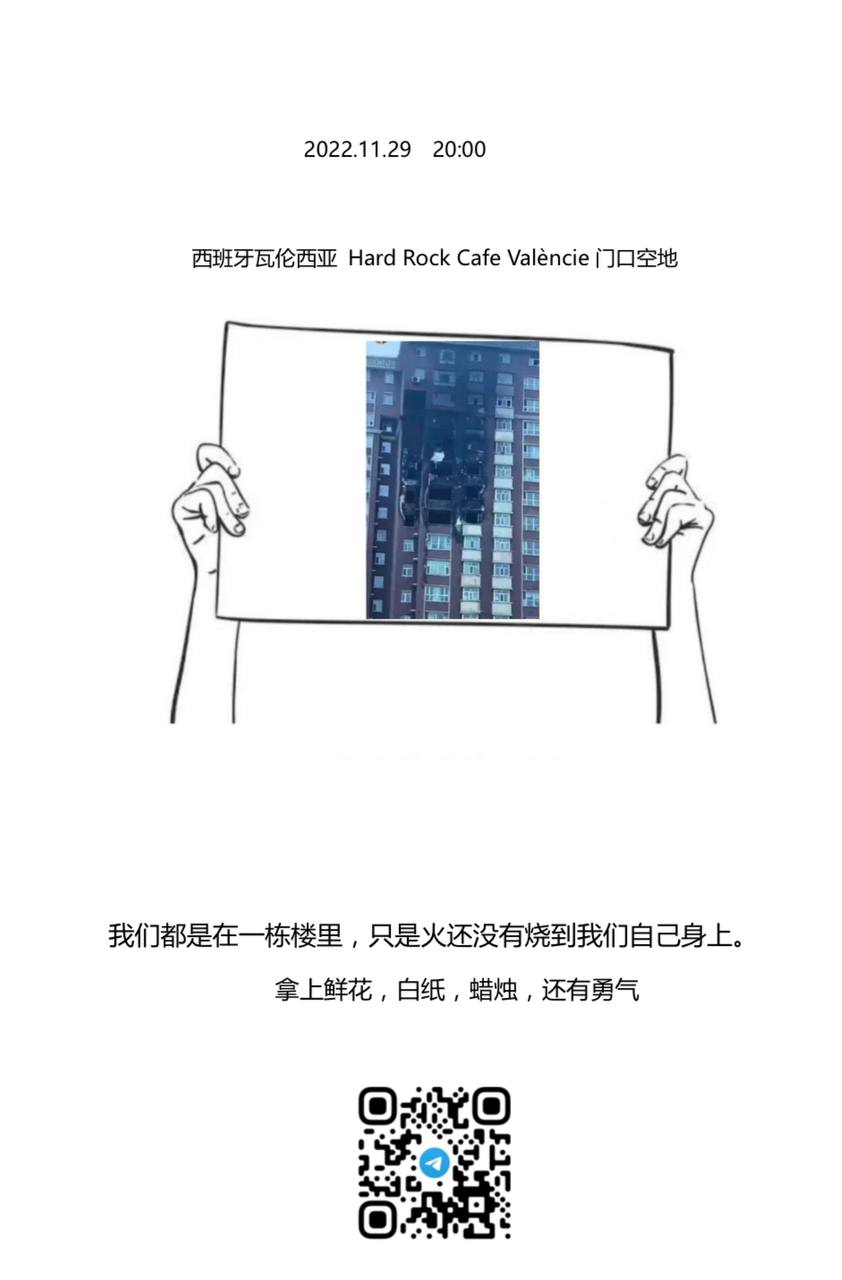 2022.11.29 20:00
西班牙瓦伦西亚 Hard Rock Cafe Valèncie 门口空地
我们都是在一栋楼里，只是火还没有烧到我们自己身上。
拿上鲜花，白纸，蜡烛，还有勇气